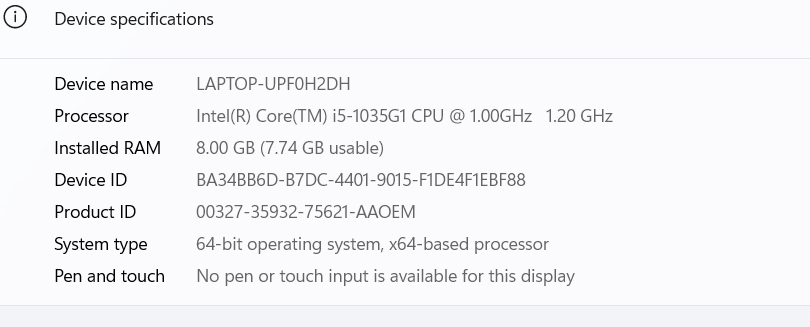 Device specifications
Device name LAPTOP-UPF0H2DH
Processor Intel(R) Core(TM) i5-1035G1 CPU @ 1.00GHz 1.20 GHz
Installed RAM 8.00 GB (7.74 GB usable)
Device ID BA34BB6D-B7DC-4401-9015-F1DE4F1EBF88
Product ID 00327-35932-75621-AAOEM
System type 64-bit operating system, x64-based processor
Pen and touch No pen or touch input is available for this display